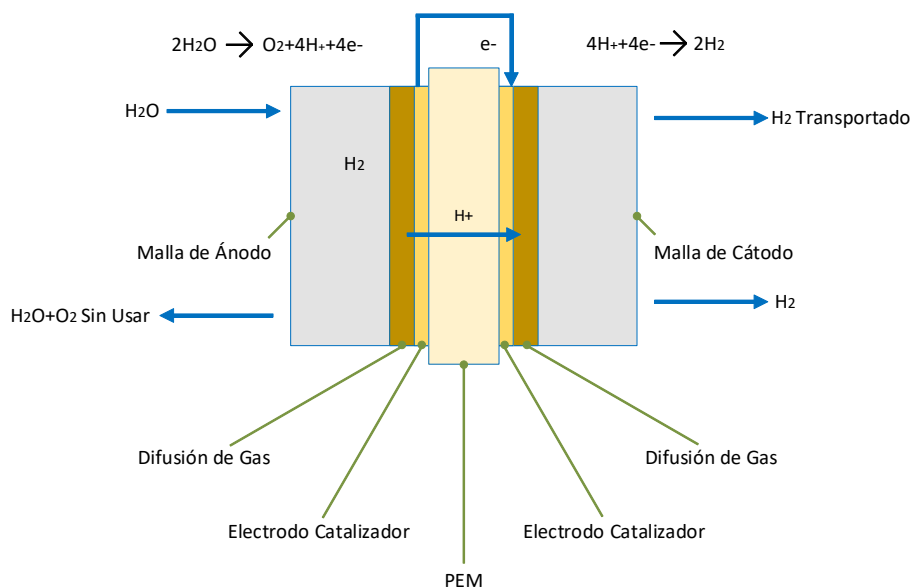 2H2O → O2+4H++4e-
e-
4H++4e- → 2H2
H2O
H2 Transportado
H2
H+
Malla de Ánodo
Malla de Cátodo
H2O+O2 Sin Usar
H2
Difusión de Gas
Difusión de Gas
Electrodo Catalizador
Electrodo Catalizador
PEM